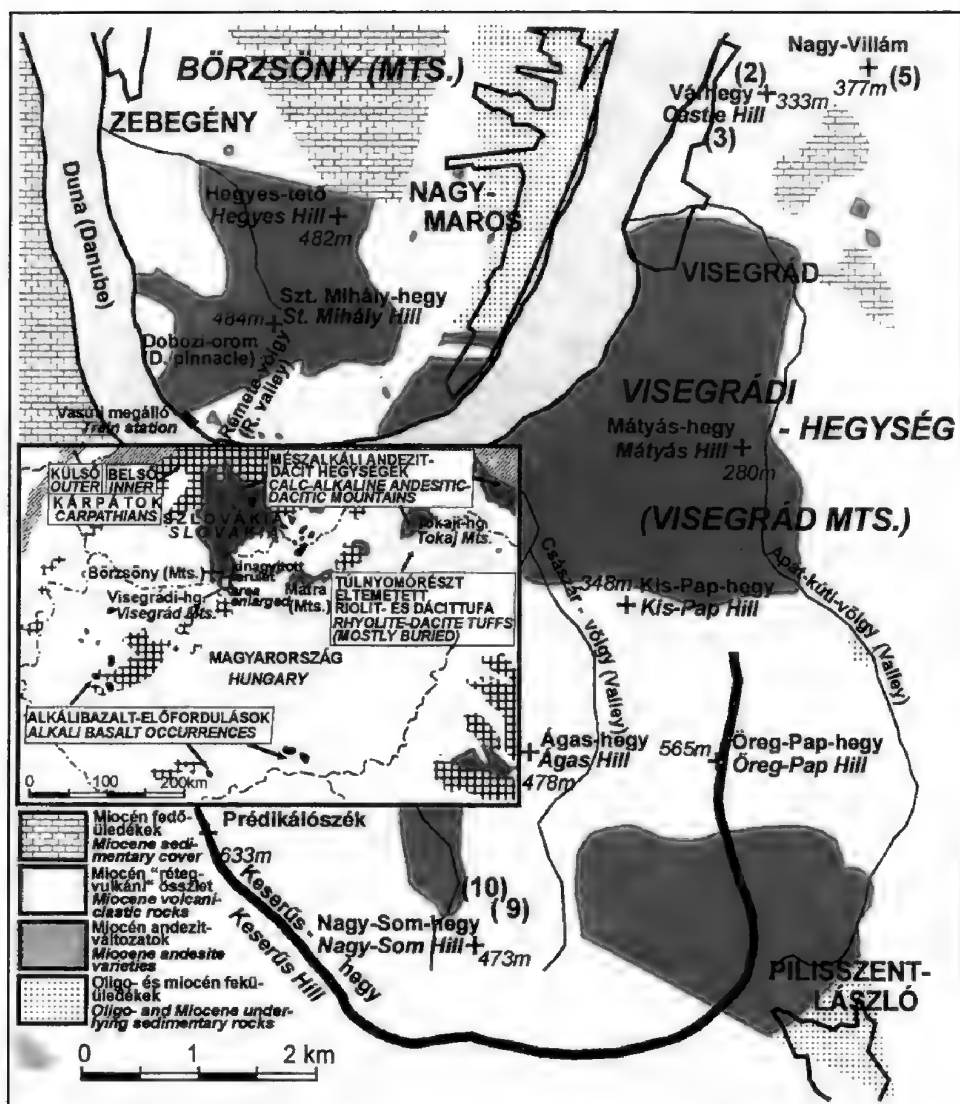 BÖRZSÖNY (MTS.)
Nagy-Villám
377m (5)
(2)
Várhegy
Castle Hill
333m
(3)
ZEBEGÉNY
Duna (Danube)
Hegyes-tető
Hegyes Hill
482m
NAGY-
MAROS
VISEGRÁD
Szt. Mihály-hegy
St. Mihály Hill
484m
Dobozi-orom
(D. pinnacle)
Remete-völgy
(R. valley)
Vasúti megálló
Train station
VISEGRÁDI
- HEGYSÉG
Mátyás-hegy
Mátyás Hill
280m
(VISEGRÁD MTS.)
KÜLSŐ
OUTER
BELSŐ
INNER
KÁRPÁTOK
CARPATHIANS
MÉSZALKÁLIANDEZIT-
DÁCIT HEGYSÉGEK
CALC-ALKALINE ANDESITIC-
DACITIC MOUNTAINS
SZLOVÁKIA
SLOVAKIA
Tokaji-hg.
Tokaj Mts.
Börzsöny (Mts.)
kinagyított
terület
area
enlarged
Mátra
(Mts.)
Visegrádi-hg.
Visegrád Mts.
TÚLNYOMÓRÉSZT
ELTEMETETT
RIOLIT- ÉS DÁCITTUFA
RHYOLITE-DACITE TUFFS
(MOSTLY BURIED)
MAGYARORSZÁG
HUNGARY
ALKÁLIBAZALT-ELŐFORDULÁSOK
ALKALI BASALT OCCURRENCES
0 100 200km
Császár-völgy (Valley)
348m
Kis-Pap-hegy
Kis-Pap Hill
Apát-kúti-völgy (Valley)
Ágas-hegy
Ágas Hill
478m
565m
Öreg-Pap-hegy
Öreg-Pap Hill
Prédikálószék
633m
Keserűs-
hegy
Keserűs Hill
(10)
(9)
Nagy-Som-hegy
Nagy-Som Hill
473m
PILISSZENT-
LÁSZLÓ
Miocén fedő-
üledékek
Miocene sedi-
mentary cover
Miocén "réteg-
vulkáni" összlet
Miocene volcani-
clastic rocks
Miocén andezit-
változatok
Miocene andesite
varieties
Oligo- és miocén fekü-
üledékek
Oligo- and Miocene under-
lying sedimentary rocks
0 1 2 km